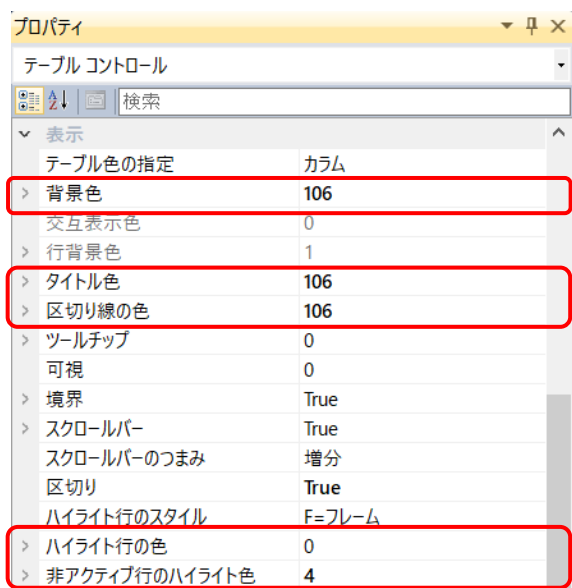 プロパティ
テーブル コントロール
検索
表示
テーブル色の指定 カラム
背景色 106
交互表示色 0
行背景色 1
タイトル色 106
区切り線の色 106
ツールチップ 0
可視 0
境界 True
スクロールバー True
スクロールバーのつまみ 増分
区切り True
ハイライト行のスタイル F=フレーム
ハイライト行の色 0
非アクティブ行のハイライト色 4